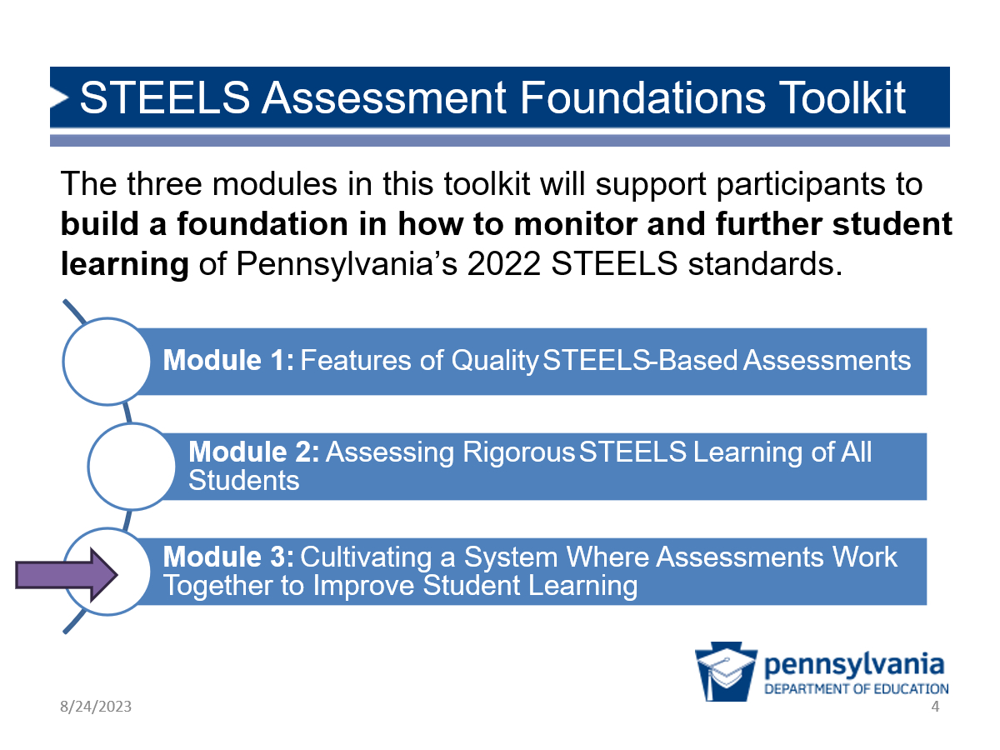 STEELS Assessment Foundations Toolkit
The three modules in this toolkit will support participants to
build a foundation in how to monitor and further student
learning of Pennsylvania’s 2022 STEELS standards.
Module 1: Features of Quality STEELS-Based Assessments
Module 2: Assessing Rigorous STEELS Learning of All
Students
Module 3: Cultivating a System Where Assessments Work
Together to Improve Student Learning
pennsylvania
DEPARTMENT OF EDUCATION
8/24/2023
4